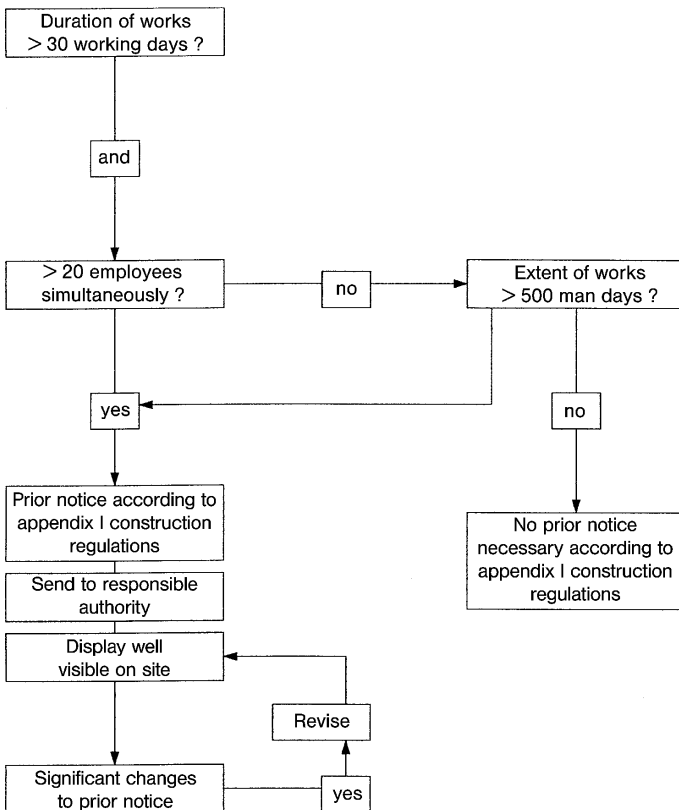 Duration of works
> 30 working days ?
and
> 20 employees
simultaneously ?
no
Extent of works
> 500 man days ?
yes
no
Prior notice according to
appendix I construction
regulations
No prior notice
necessary according to
appendix I construction
regulations
Send to responsible
authority
Display well
visible on site
Revise
Significant changes
to prior notice
yes